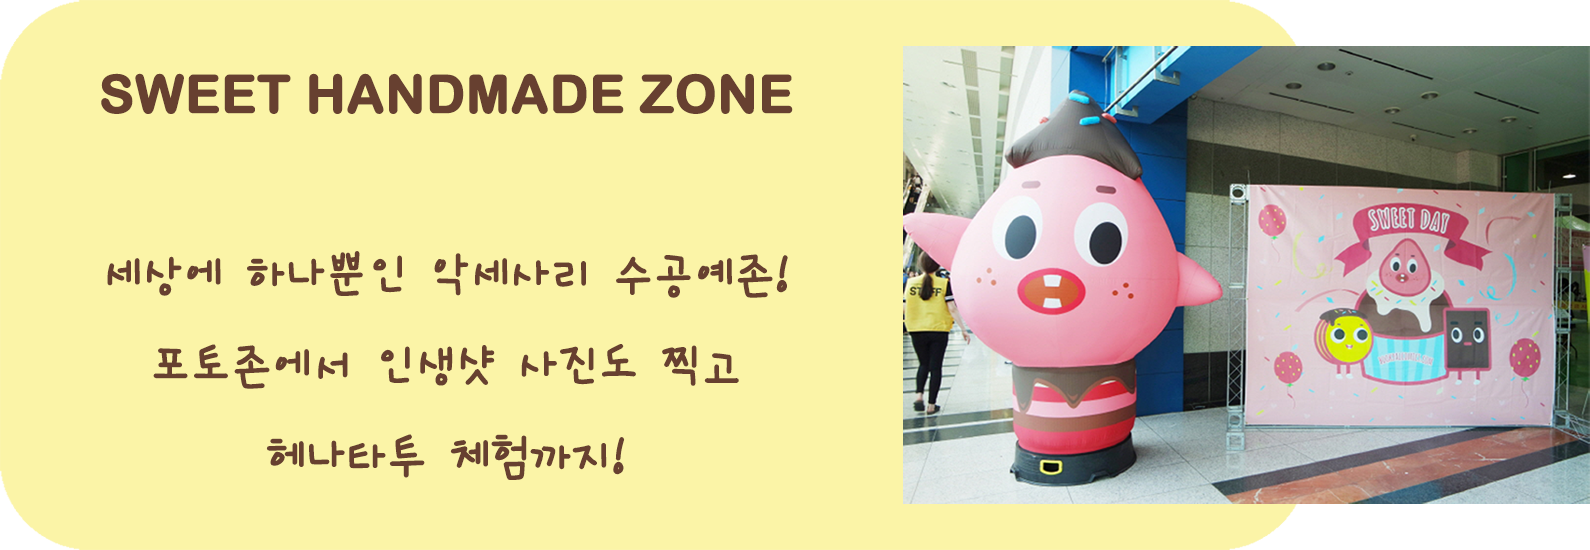 SWEET HANDMADE ZONE
세상에 하나뿐인 악세사리 수공예존!
포토존에서 인생샷 사진도 찍고
헤나타투 체험까지!
STAFF
SWEET DAY